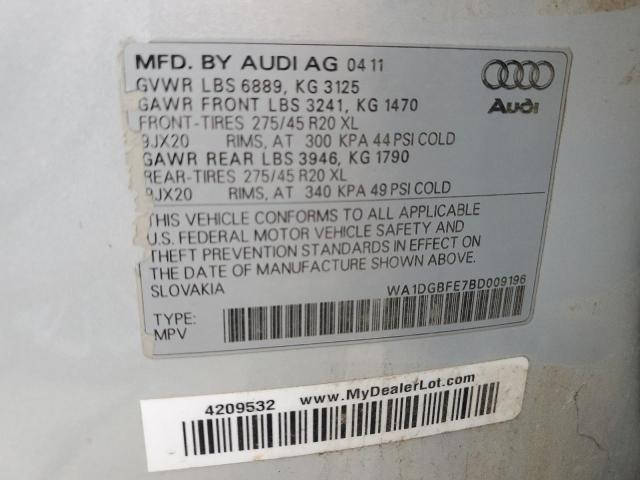 MFD. BY AUDI AG 04 11
GVWR LBS 6889, KG 3125
GAWR FRONT LBS 3241, KG 1470
FRONT-TIRES 275/45 R20 XL
9JX20 RIMS, AT 300 KPA 44 PSI COLD
GAWR REAR LBS 3946, KG 1790
REAR-TIRES 275/45 R20 XL
9JX20 RIMS, AT 340 KPA 49 PSI COLD
Audi
THIS VEHICLE CONFORMS TO ALL APPLICABLE
U.S. FEDERAL MOTOR VEHICLE SAFETY AND
THEFT PREVENTION STANDARDS IN EFFECT ON
THE DATE OF MANUFACTURE SHOWN ABOVE.
SLOVAKIA WA1DGBFE7BD009196
TYPE:
MPV
4209532 www.MyDealerLot.com